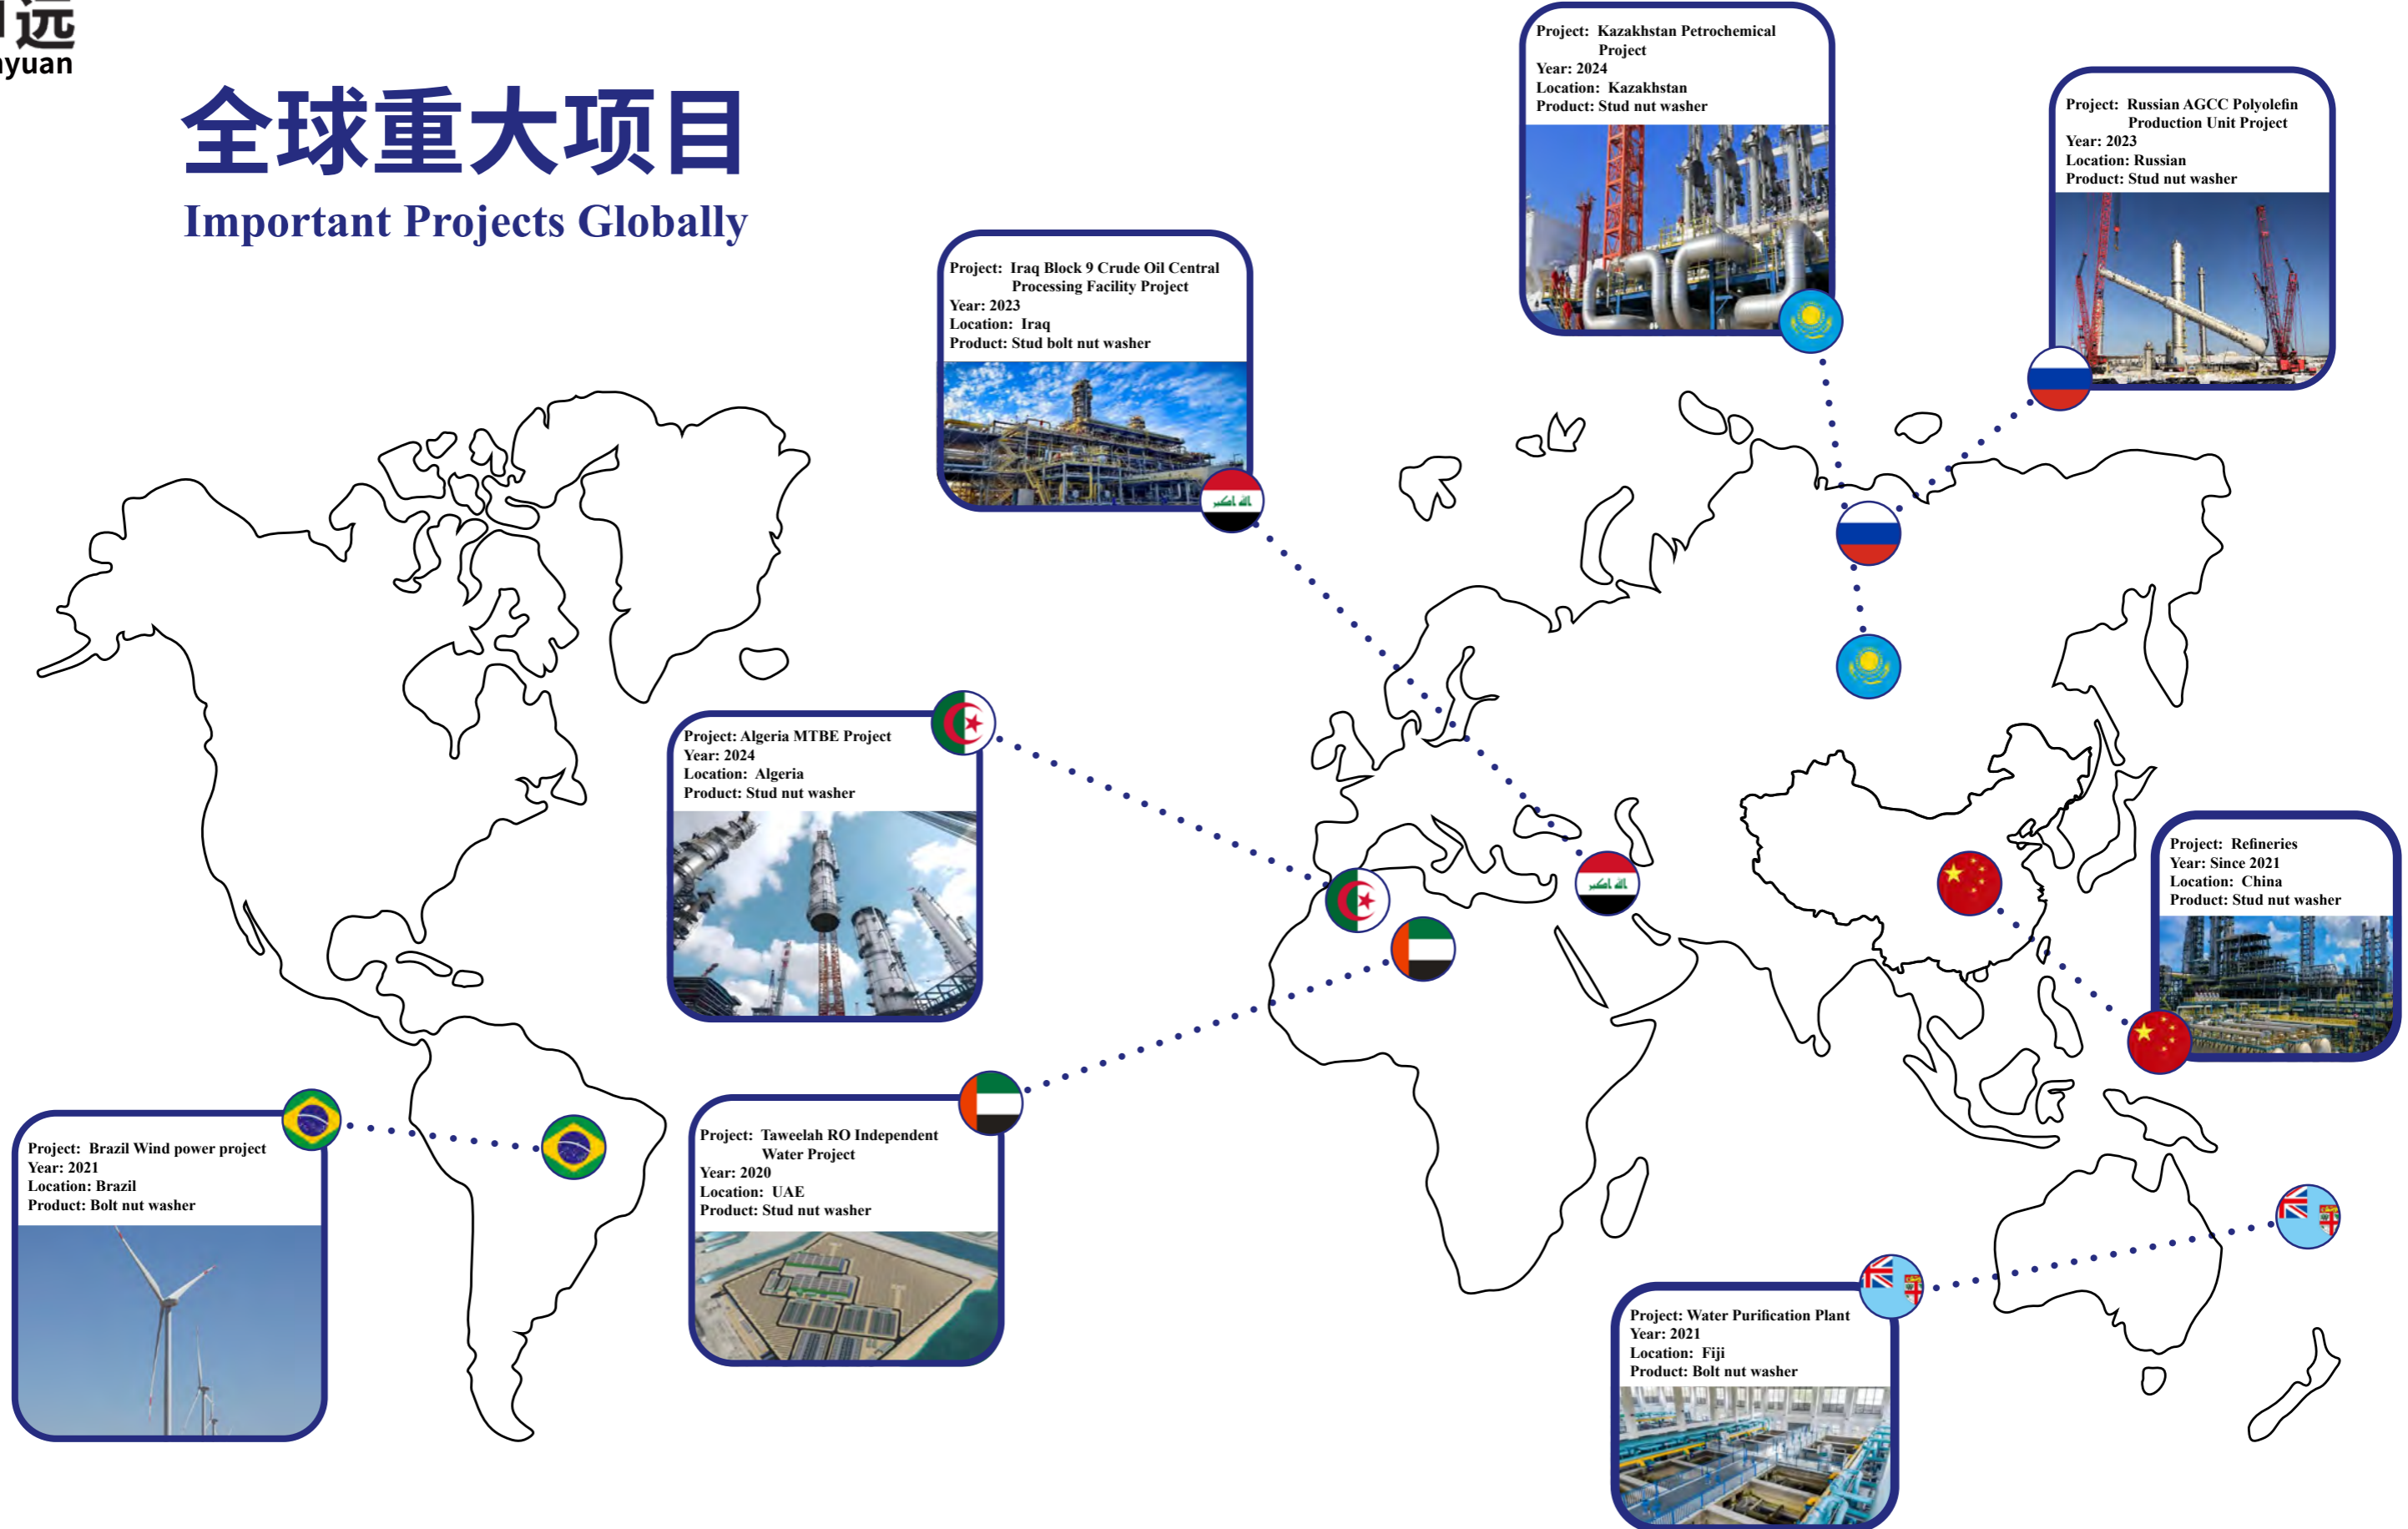 远
yuan
全球重大项目
Important Projects Globally
Project: Kazakhstan Petrochemical
Project
Year: 2024
Location: Kazakhstan
Product: Stud nut washer
Project: Russian AGCC Polyolefin
Production Unit Project
Year: 2023
Location: Russian
Product: Stud nut washer
Project: Iraq Block 9 Crude Oil Central
Processing Facility Project
Year: 2023
Location: Iraq
Product: Stud bolt nut washer
Project: Algeria MTBE Project
Year: 2024
Location: Algeria
Product: Stud nut washer
Project: Refineries
Year: Since 2021
Location: China
Product: Stud nut washer
Project: Brazil Wind power project
Year: 2021
Location: Brazil
Product: Bolt nut washer
Project: Taweelah RO Independent
Water Project
Year: 2020
Location: UAE
Product: Stud nut washer
Project: Water Purification Plant
Year: 2021
Location: Fiji
Product: Bolt nut washer